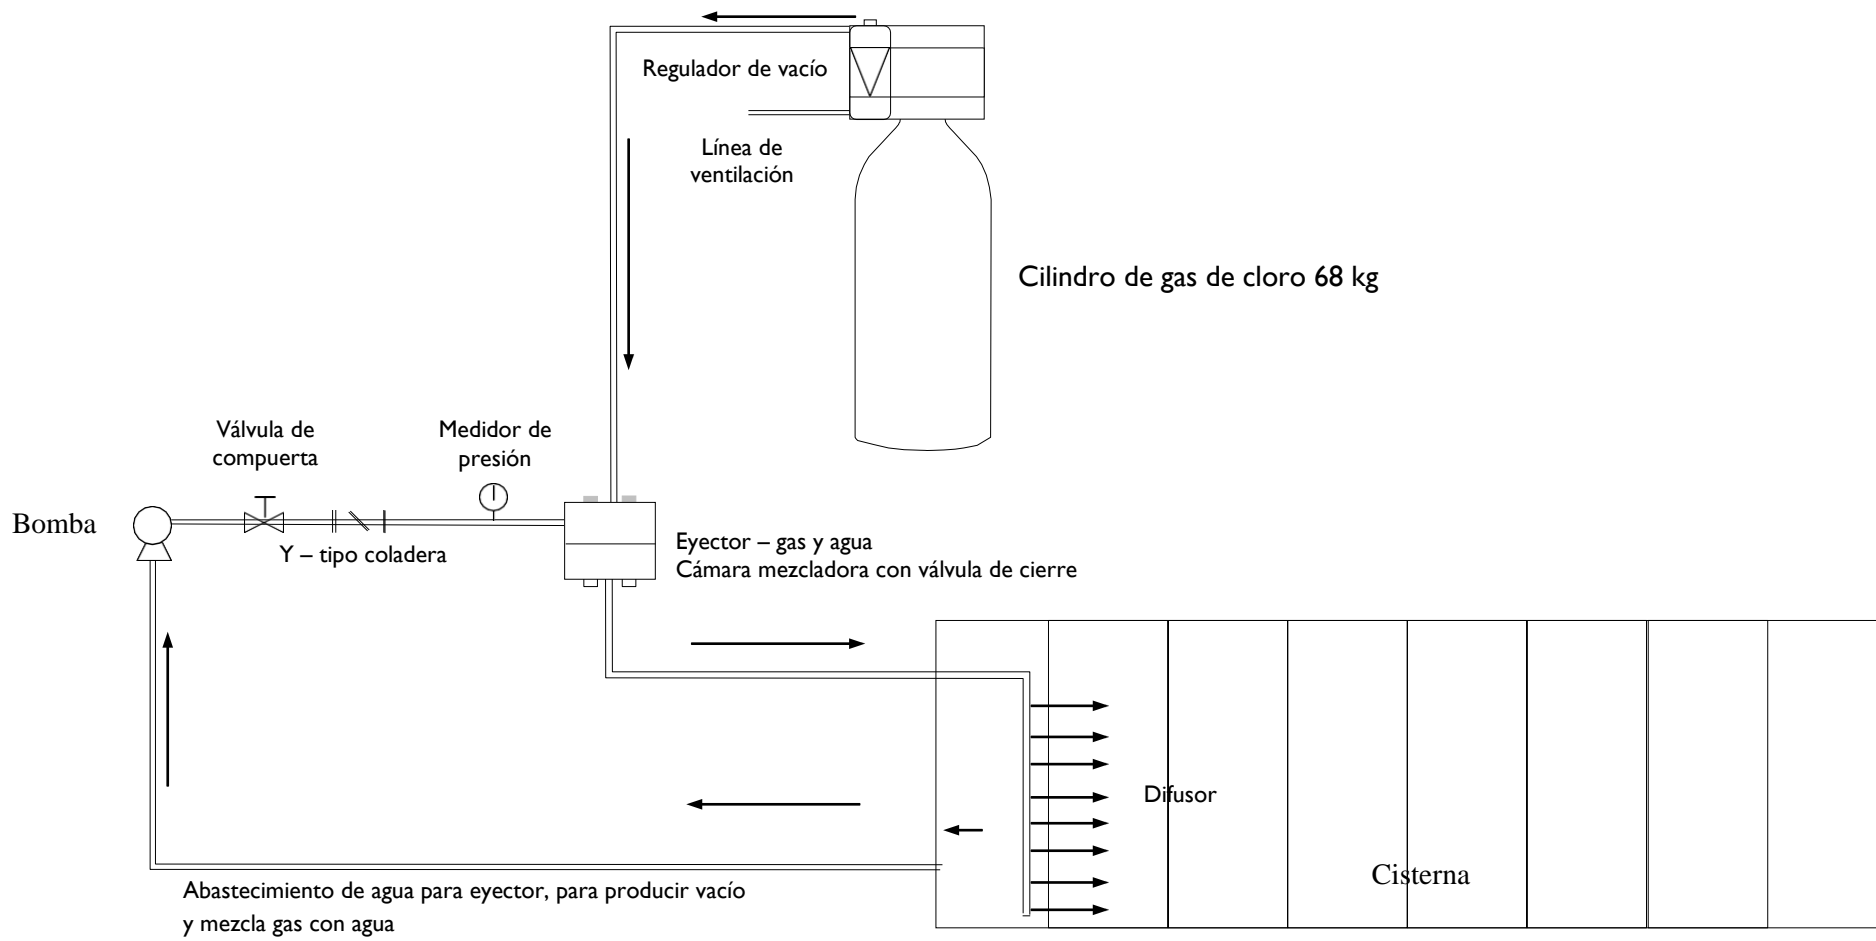 Regulador de vacío
Línea de
ventilación
Cilindro de gas de cloro 68 kg
Válvula de
compuerta
Medidor de
presión
Bomba
Y – tipo coladera
Eyector – gas y agua
Cámara mezcladora con válvula de cierre
Difusor
Cisterna
Abastecimiento de agua para eyector, para producir vacío
y mezcla gas con agua